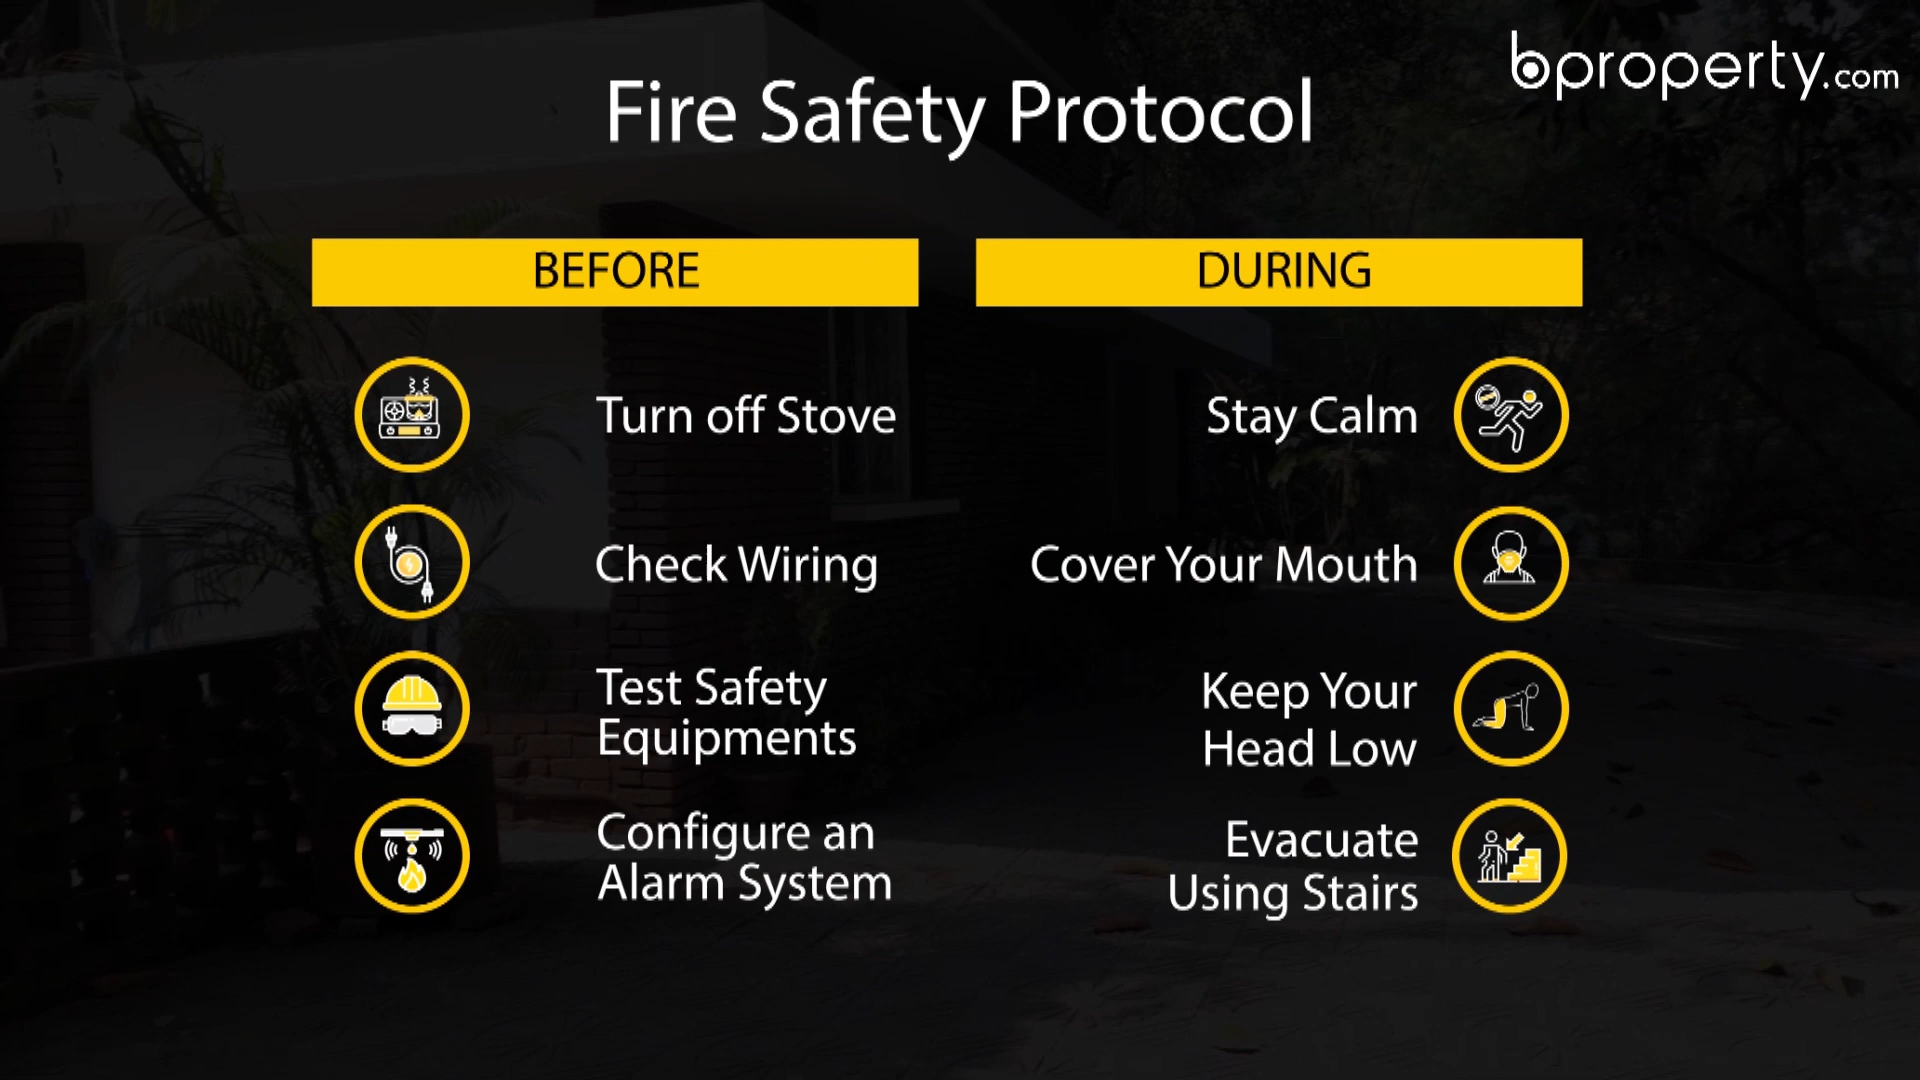 bproperty.com
Fire Safety Protocol
BEFORE
Turn off Stove
Check Wiring
Test Safety
Equipments
Configure an
Alarm System
DURING
Stay Calm
Cover Your Mouth
Keep Your
Head Low
Evacuate
Using Stairs